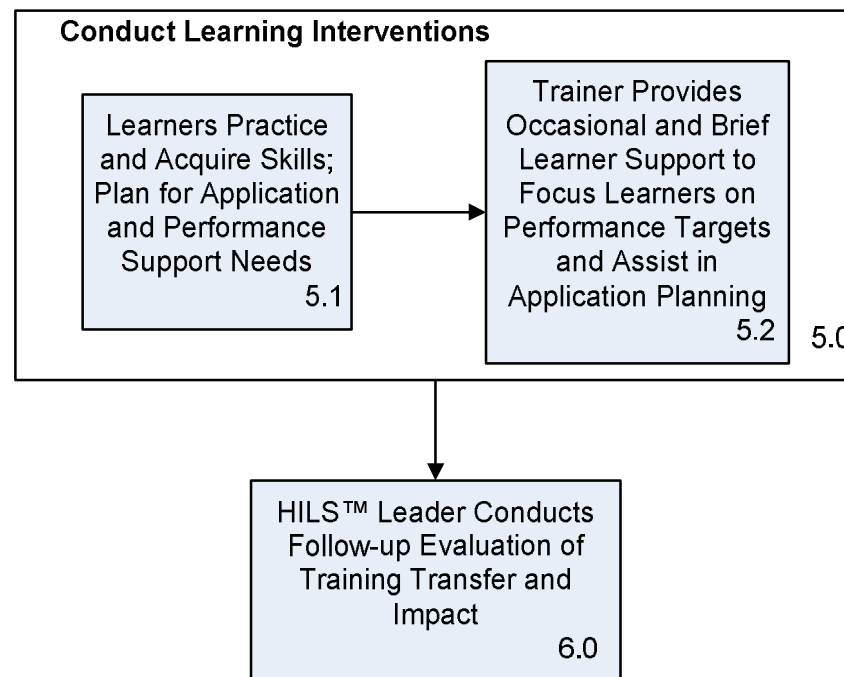 Conduct Learning Interventions
Learners Practice
and Acquire Skills;
Plan for Application
and Performance
Support Needs
5.1
Trainer Provides
Occasional and Brief
Learner Support to
Focus Learners on
Performance Targets
and Assist in
Application Planning
5.2
5.0
HILS™ Leader Conducts
Follow-up Evaluation of
Training Transfer and
Impact
6.0